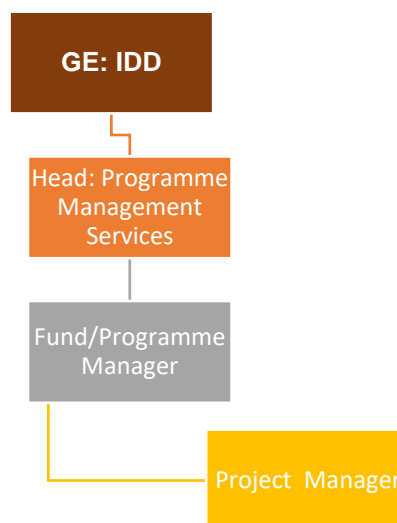 GE: IDD
Head: Programme
Management
Services
Fund/Programme
Manager
Project Manager